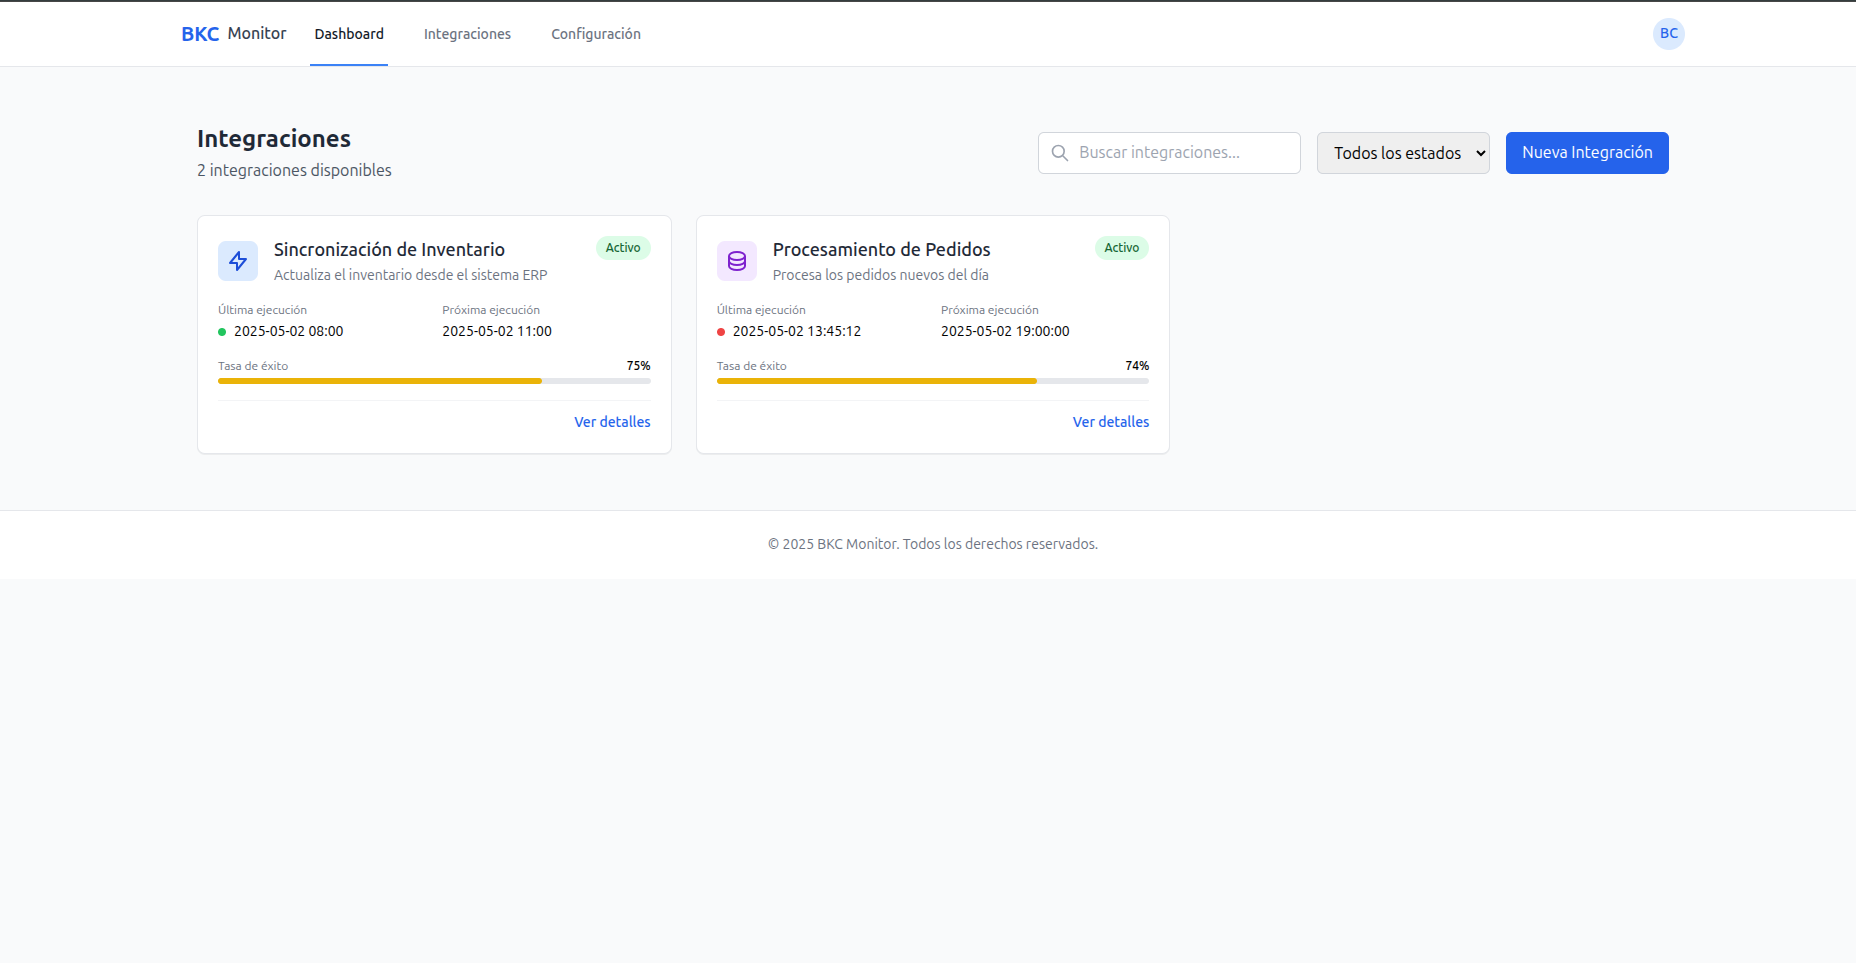 BKC Monitor Dashboard Integraciones Configuración BC
Integraciones
2 integraciones disponibles
Buscar integraciones... Todos los estados Nueva Integración
Sincronización de Inventario Activo
Actualiza el inventario desde el sistema ERP
Última ejecución Próxima ejecución
2025-05-02 08:00 2025-05-02 11:00
Tasa de éxito 75%
Ver detalles
Procesamiento de Pedidos Activo
Procesa los pedidos nuevos del día
Última ejecución Próxima ejecución
2025-05-02 13:45:12 2025-05-02 19:00:00
Tasa de éxito 74%
Ver detalles
© 2025 BKC Monitor. Todos los derechos reservados.